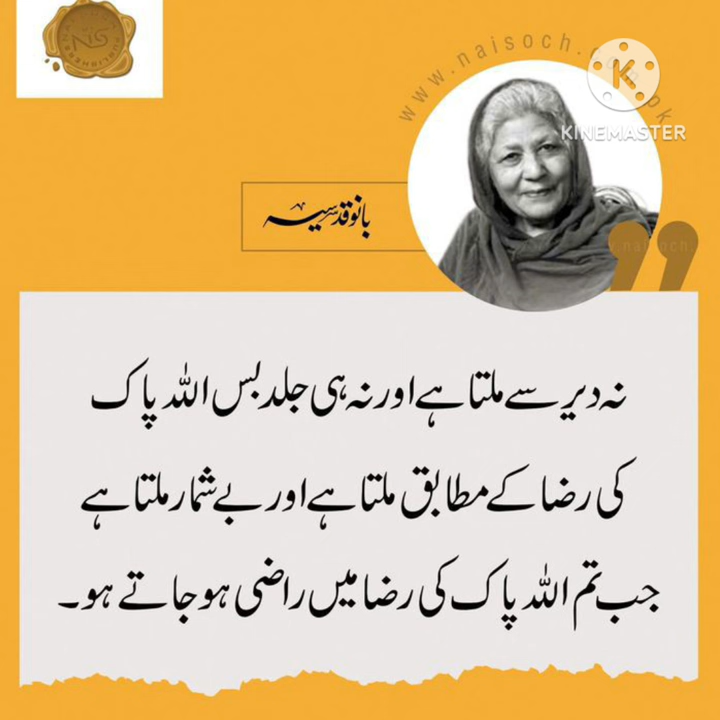 www.naisoch.com.pk
KINEMASTER
بانو قدسیہ
naisoch
نہ دیر سے ملتا ہے اور نہ ہی جلد بس اللہ پاک
کی رضا کے مطابق ملتا ہے اور بے شمار ملتا ہے
جب تم اللہ پاک کی رضا میں راضی ہو جاتے ہو۔